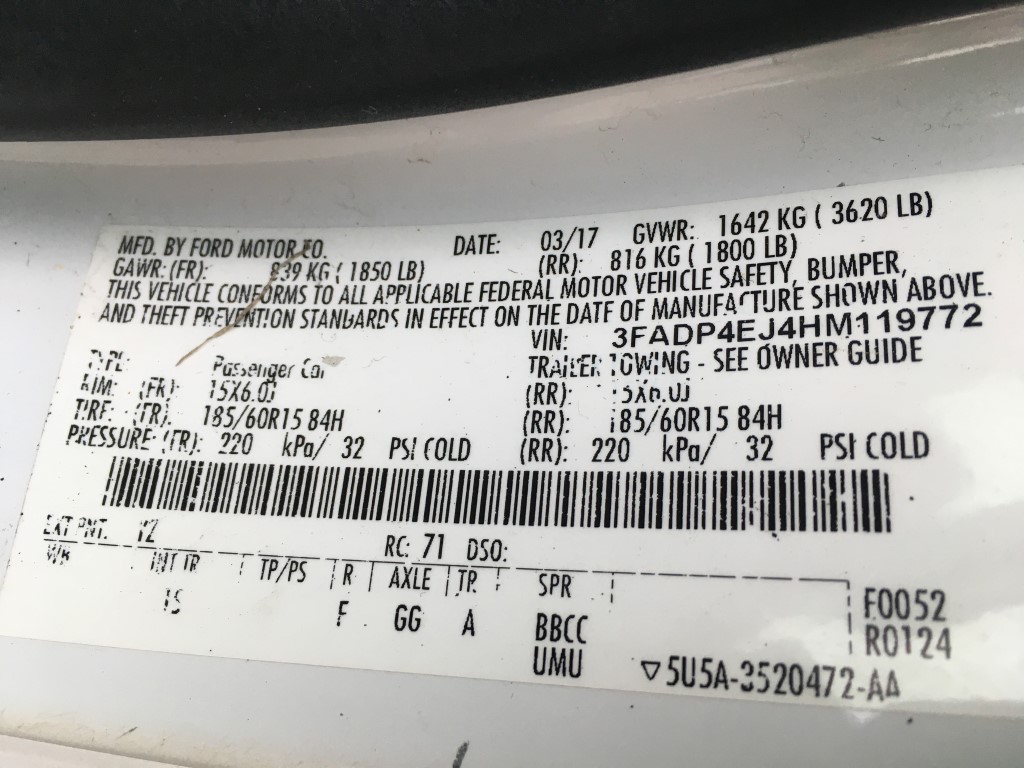 MFD. BY FORD MOTOR CO. DATE: 03/17 GVWR: 1642 KG ( 3620 LB)
GAWR: (FR): 839 KG ( 1850 LB) (RR): 816 KG ( 1800 LB)
THIS VEHICLE CONFORMS TO ALL APPLICABLE FEDERAL MOTOR VEHICLE SAFETY, BUMPER,
AND THEFT PREVENTION STANDARDS IN EFFECT ON THE DATE OF MANUFACTURE SHOWN ABOVE.
VIN: 3FADP4EJ4HM119772
TYPE: Passenger Car TRAILER TOWING - SEE OWNER GUIDE
RIM: (FR): 15X6.0J (RR): 15X6.0J
TIRE: (FR): 185/60R15 84H (RR): 185/60R15 84H
PRESSURE: (FR): 220 kPa/ 32 PSI COLD (RR): 220 kPa/ 32 PSI COLD
EXT PNT: YZ RC: 71 DSO:
WB INT TR TP/PS R AXLE TR SPR
F GG A BBCC F0052
UMU R0124
▽5U5A-3520472-AA